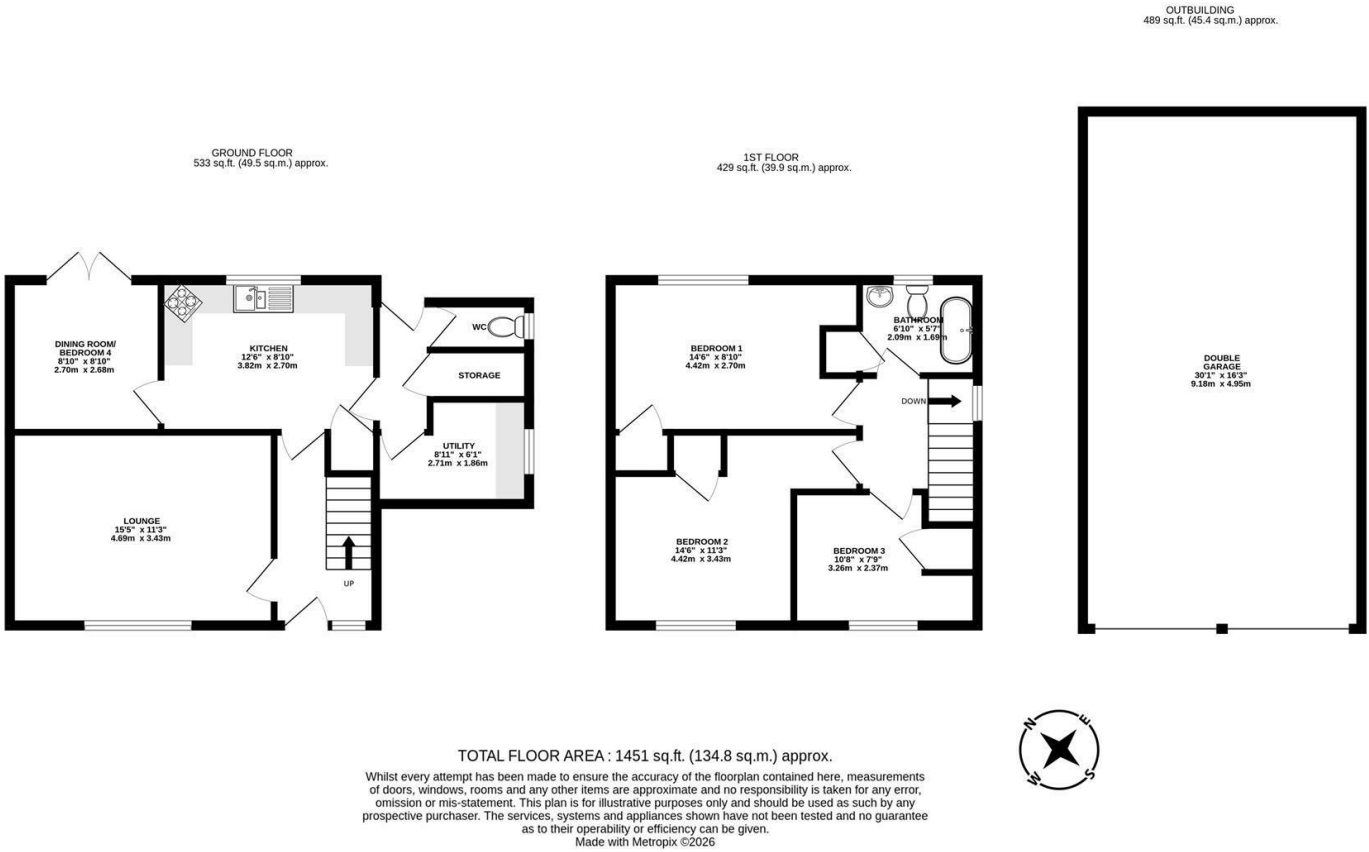 OUTBUILDING
489 sq.ft. (45.4 sq.m.) approx.
GROUND FLOOR
533 sq.ft. (49.5 sq.m.) approx.
1ST FLOOR
429 sq.ft. (39.9 sq.m.) approx.
DINING ROOM/
BEDROOM 4
8'10" x 8'10"
2.70m x 2.68m
KITCHEN
12'6" x 8'10"
3.82m x 2.70m
WC
STORAGE
UTILITY
8'11" x 6'1"
2.71m x 1.86m
LOUNGE
15'5" x 11'3"
4.69m x 3.43m
UP
BEDROOM 1
14'6" x 8'10"
4.42m x 2.70m
BATHROOM
6'10" x 5'7"
2.09m x 1.69m
DOWN
BEDROOM 2
14'6" x 11'3"
4.42m x 3.43m
BEDROOM 3
10'8" x 7'9"
3.26m x 2.37m
DOUBLE
GARAGE
30'1" x 16'3"
9.18m x 4.95m
N
E
W
S
TOTAL FLOOR AREA : 1451 sq.ft. (134.8 sq.m.) approx.
Whilst every attempt has been made to ensure the accuracy of the floorplan contained here, measurements
of doors, windows, rooms and any other items are approximate and no responsibility is taken for any error,
omission or mis-statement. This plan is for illustrative purposes only and should be used as such by any
prospective purchaser. The services, systems and appliances shown have not been tested and no guarantee
as to their operability or efficiency can be given.
Made with Metropix ©2026